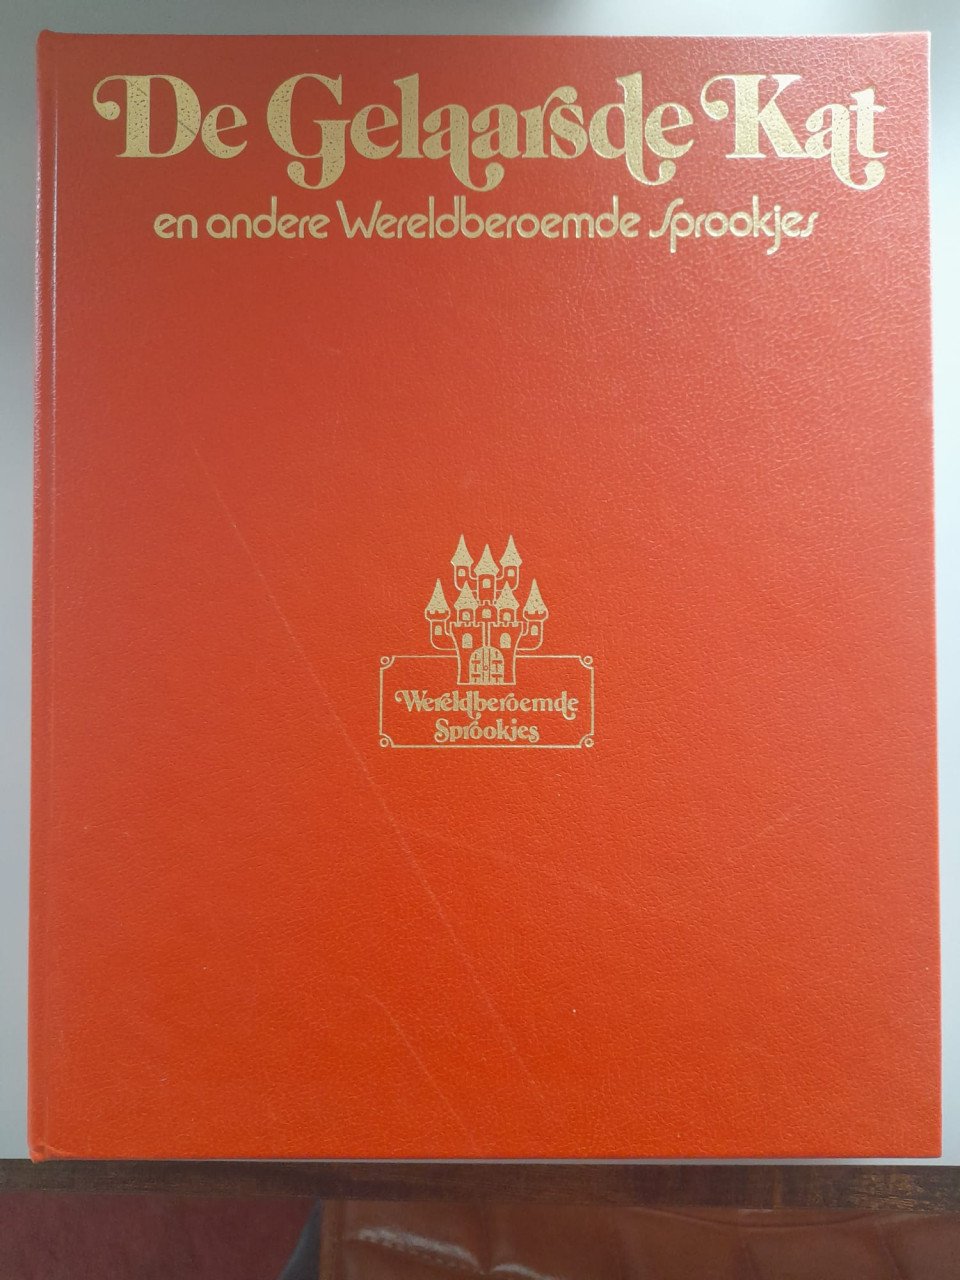 De Gelaarsde Kat
en andere Wereldberoemde Sprookjes
Wereldberoemde
Sprookjes